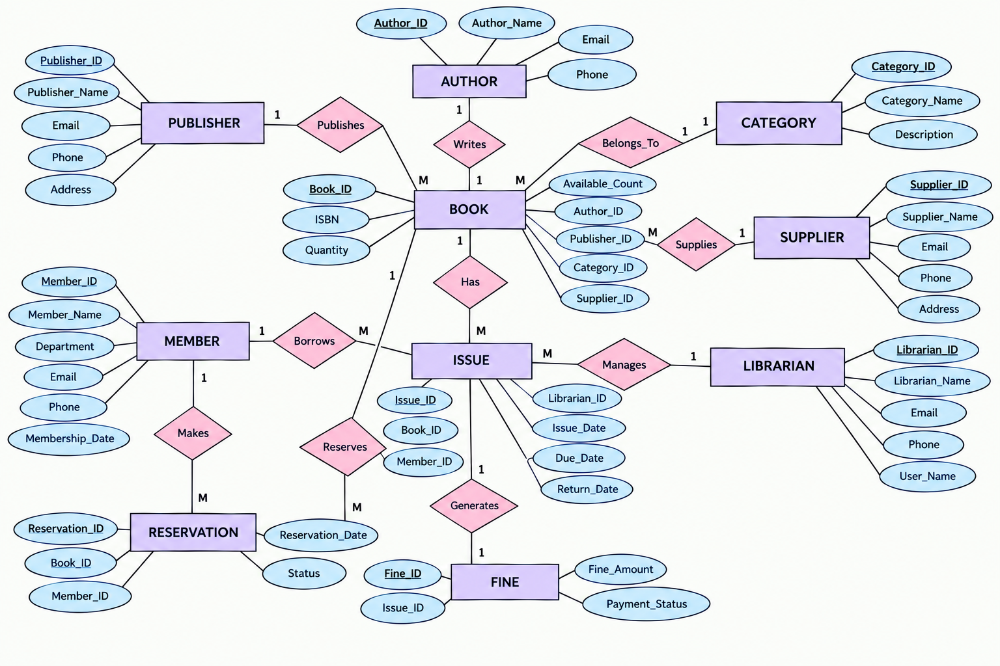 Author_ID
Author_Name
Email
Phone
AUTHOR
Publisher_ID
Publisher_Name
Email
Phone
Address
PUBLISHER
1
Publishes
M
1
Writes
1
Category_ID
Category_Name
Description
CATEGORY
1
1
Belongs_To
M
Book_ID
ISBN
Quantity
BOOK
Available_Count
Author_ID
Publisher_ID
Category_ID
Supplier_ID
M
Supplies
1
SUPPLIER
Supplier_ID
Supplier_Name
Email
Phone
Address
1
Has
M
1
Member_ID
Member_Name
Department
Email
Phone
Membership_Date
MEMBER
1
Borrows
M
ISSUE
M
Manages
1
LIBRARIAN
Librarian_ID
Librarian_Name
Email
Phone
User_Name
Issue_ID
Book_ID
Member_ID
Librarian_ID
Issue_Date
Due_Date
Return_Date
1
Makes
M
Reserves
M
1
Generates
1
Reservation_ID
Book_ID
Member_ID
RESERVATION
Reservation_Date
Status
Fine_ID
Issue_ID
FINE
Fine_Amount
Payment_Status